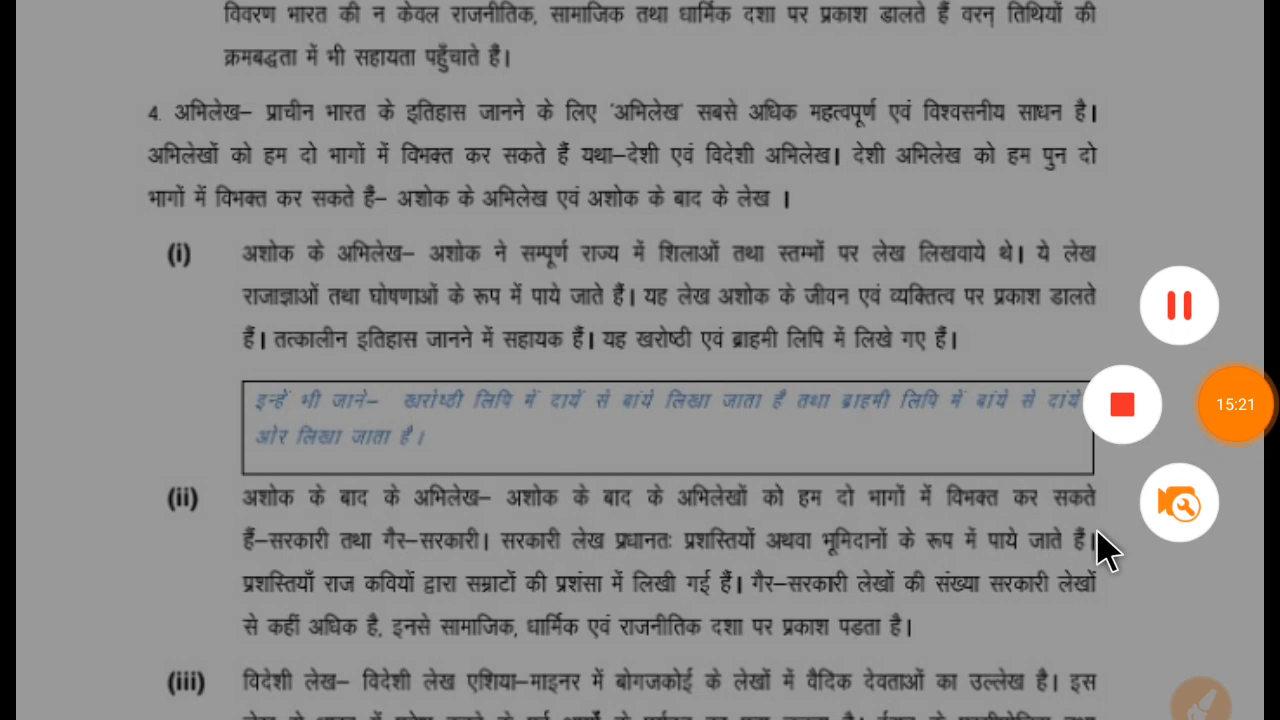 विवरण भारत की न केवल राजनीतिक, सामाजिक तथा धार्मिक दशा पर प्रकाश डालते हैं वरन् तिथियों की
क्रमबद्धता में भी सहायता पहुँचाते हैं।
4. अभिलेख– प्राचीन भारत के इतिहास जानने के लिए 'अभिलेख' सबसे अधिक महत्वपूर्ण एवं विश्वसनीय साधन है।
अभिलेखों को हम दो भागों में विभक्त कर सकते हैं यथा–देशी एवं विदेशी अभिलेख। देशी अभिलेख को हम पुन दो
भागों में विभक्त कर सकते हैं– अशोक के अभिलेख एवं अशोक के बाद के लेख ।
(i) अशोक के अभिलेख– अशोक ने सम्पूर्ण राज्य में शिलाओं तथा स्तम्भों पर लेख लिखवाये थे। ये लेख
राजाज्ञाओं तथा घोषणाओं के रूप में पाये जाते हैं। यह लेख अशोक के जीवन एवं व्यक्तित्व पर प्रकाश डालते
हैं। तत्कालीन इतिहास जानने में सहायक हैं। यह खरोष्ठी एवं ब्राहमी लिपि में लिखे गए हैं।
इन्हें भी जाने– खरोष्ठी लिपि में दायें से बांये लिखा जाता है तथा ब्राहमी लिपि में बांये से दांये
ओर लिखा जाता है।
(ii) अशोक के बाद के अभिलेख– अशोक के बाद के अभिलेखों को हम दो भागों में विभक्त कर सकते
हैं–सरकारी तथा गैर–सरकारी। सरकारी लेख प्रधानतः प्रशस्तियों अथवा भूमिदानों के रूप में पाये जाते हैं।
प्रशस्तियाँ राज कवियों द्वारा सम्राटों की प्रशंसा में लिखी गई हैं। गैर–सरकारी लेखों की संख्या सरकारी लेखों
से कहीं अधिक है, इनसे सामाजिक, धार्मिक एवं राजनीतिक दशा पर प्रकाश पडता है।
(iii) विदेशी लेख– विदेशी लेख एशिया–माइनर में बोगजकोई के लेखों में वैदिक देवताओं का उल्लेख है। इस
15:21